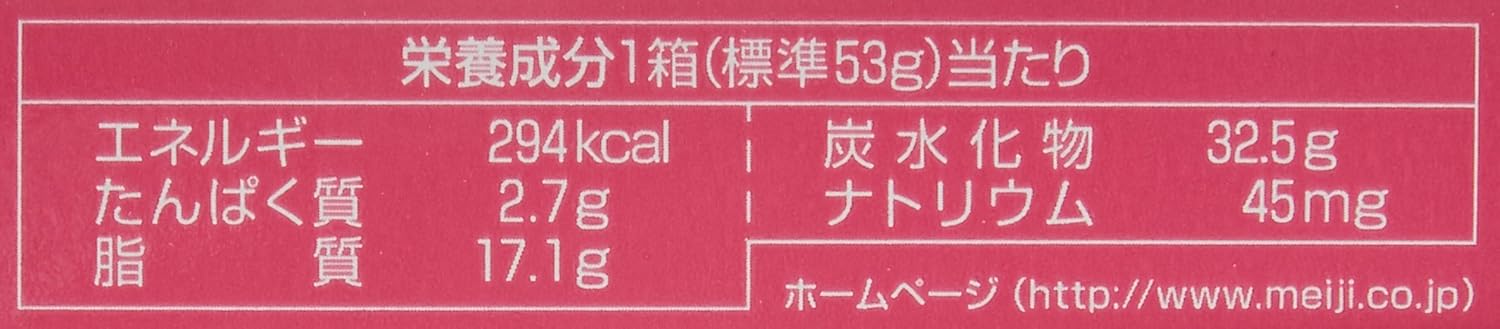 栄養成分1箱(標準53g)当たり
エネルギー 294kcal
たんぱく質 2.7g
脂質 17.1g
炭水化物 32.5g
ナトリウム 45mg
ホームページ(http://www.meiji.co.jp)